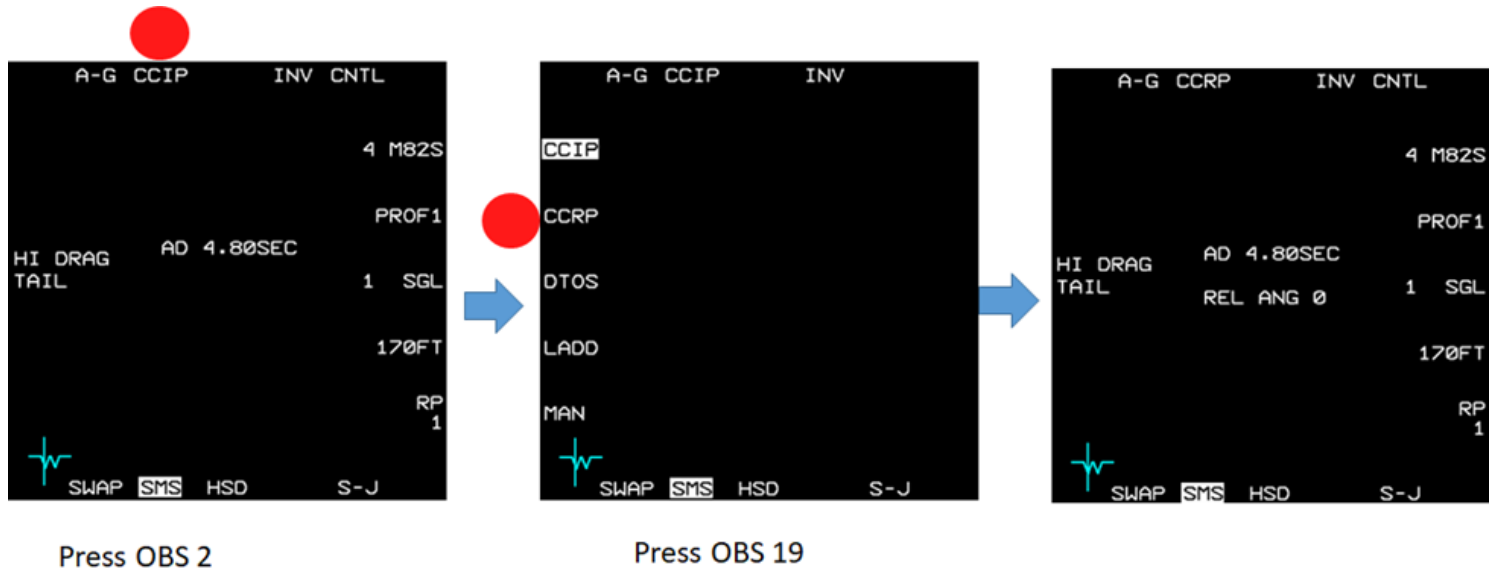 A-G CCIP INV CNTL
4 M82S
PROF1
AD 4.80SEC
HI DRAG
TAIL
1 SGL
170FT
RP
1
SWAP SMS HSD S-J
Press OBS 2
A-G CCIP INV
CCIP
CCRP
DTOS
LADD
MAN
SWAP SMS HSD S-J
Press OBS 19
A-G CCRP INV CNTL
4 M82S
PROF1
AD 4.80SEC
HI DRAG
TAIL
1 SGL
REL ANG 0
170FT
RP
1
SWAP SMS HSD S-J